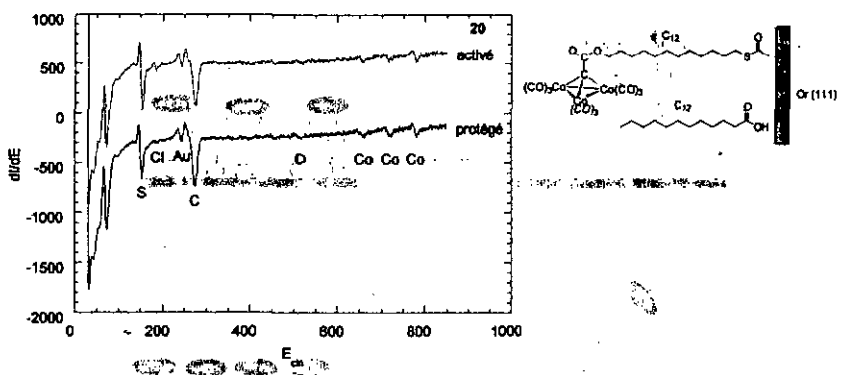 1000
500
0
-500
-1000
-1500
-2000
dI/dE
20
activé
protégé
Cl Au O Co Co Co
S C
0 200 400 600 800 1000
E
C12
O O
S O
C
(CO)3Co Co(CO)3
Co
(CO)3
C12
O
OH
Or (111)